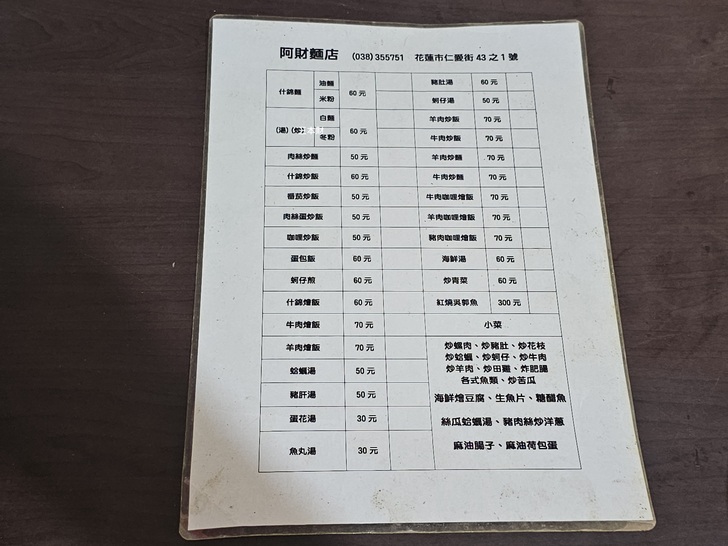 阿財麵店 (038) 355751 花蓮市仁愛街 43 之 1 號
什錦麵 油麵 米粉 60 元
(湯) (炒) 白麵 冬粉 60 元
肉絲炒麵 50 元
什錦炒飯 60 元
番茄炒飯 50 元
肉絲蛋炒飯 50 元
咖哩炒飯 50 元
蛋包飯 60 元
蚵仔煎 60 元
什錦燴飯 60 元
牛肉燴飯 70 元
羊肉燴飯 70 元
蛤蠣湯 50 元
豬肝湯 50 元
蛋花湯 30 元
魚丸湯 30 元
豬肚湯 60 元
蚵仔湯 50 元
羊肉炒飯 70 元
牛肉炒飯 70 元
羊肉炒麵 70 元
牛肉炒麵 70 元
牛肉咖哩燴飯 70 元
羊肉咖哩燴飯 70 元
豬肉咖哩燴飯 70 元
海鮮湯 60 元
炒青菜 60 元
紅燒吳郭魚 300 元
小菜
炒螺肉、炒豬肚、炒花枝
炒蛤蠣、炒蚵仔、炒牛肉
炒羊肉、炒田雞、炸肥腸
各式魚類、炒苦瓜
海鮮燴豆腐、生魚片、糖醋魚
絲瓜蛤蠣湯、豬肉絲炒洋蔥
麻油腸子、麻油荷包蛋